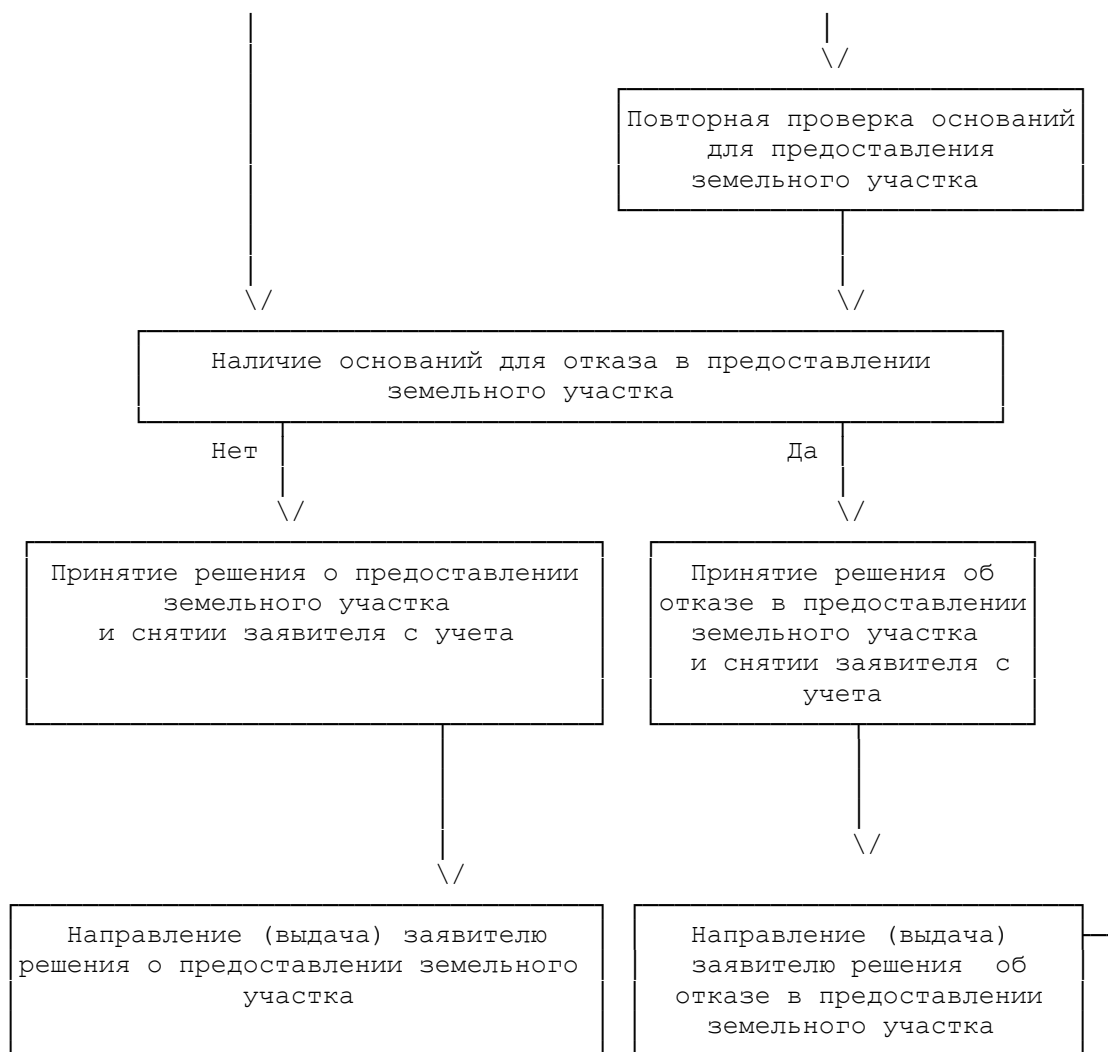 Повторная проверка оснований
для предоставления
земельного участка
Наличие оснований для отказа в предоставлении
земельного участка
Нет
Да
Принятие решения о предоставлении
земельного участка
и снятии заявителя с учета
Принятие решения об
отказе в предоставлении
земельного участка
и снятии заявителя с
учета
Направление (выдача) заявителю
решения о предоставлении земельного
участка
Направление (выдача)
заявителю решения об
отказе в предоставлении
земельного участка